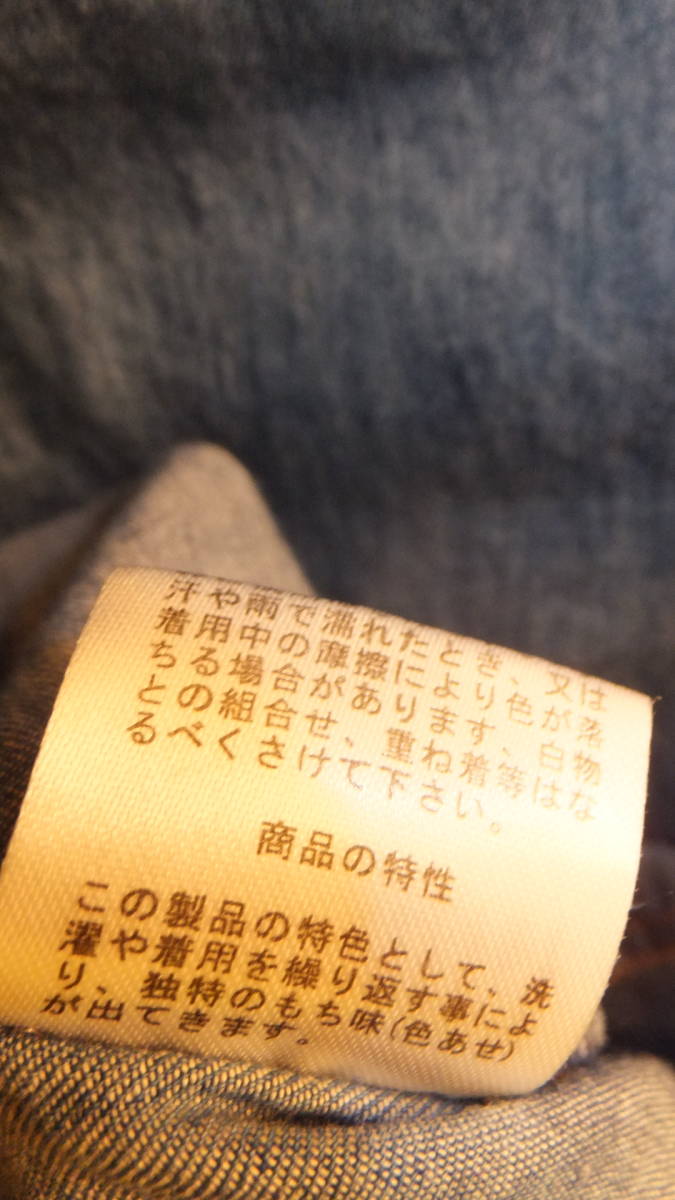 汗や雨で濡れたとき、又は
着用中の摩擦により色が落
ちる場合があります、白物
との組合せ、重ね着等はな
るべくさけて下さい。
商品の特性
この製品の特色として、洗
濯や着用を繰り返す事によ
り、独特のもち味(色あせ)
が出てきます。